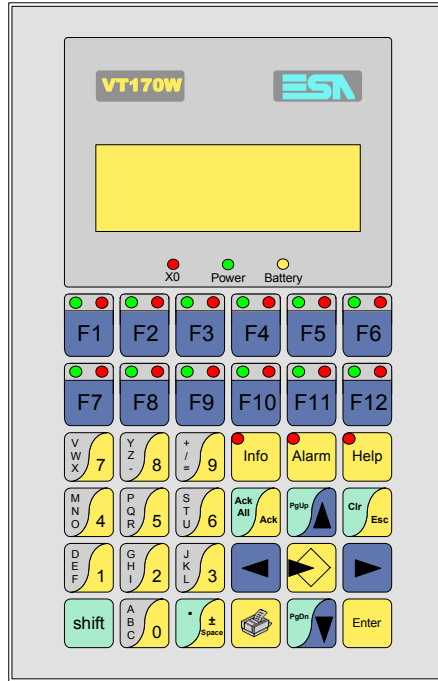 VT170W ESA
X0 Power Battery
F1 F2 F3 F4 F5 F6
F7 F8 F9 F10 F11 F12
V W X 7 Y Z - 8 + / = 9 Info Alarm Help
M N O 4 P Q R 5 S T U 6 Ack All Ack PgUp Clr Esc
D E F 1 G H I 2 J K L 3
shift A B C 0 . ± Space PgDn Enter